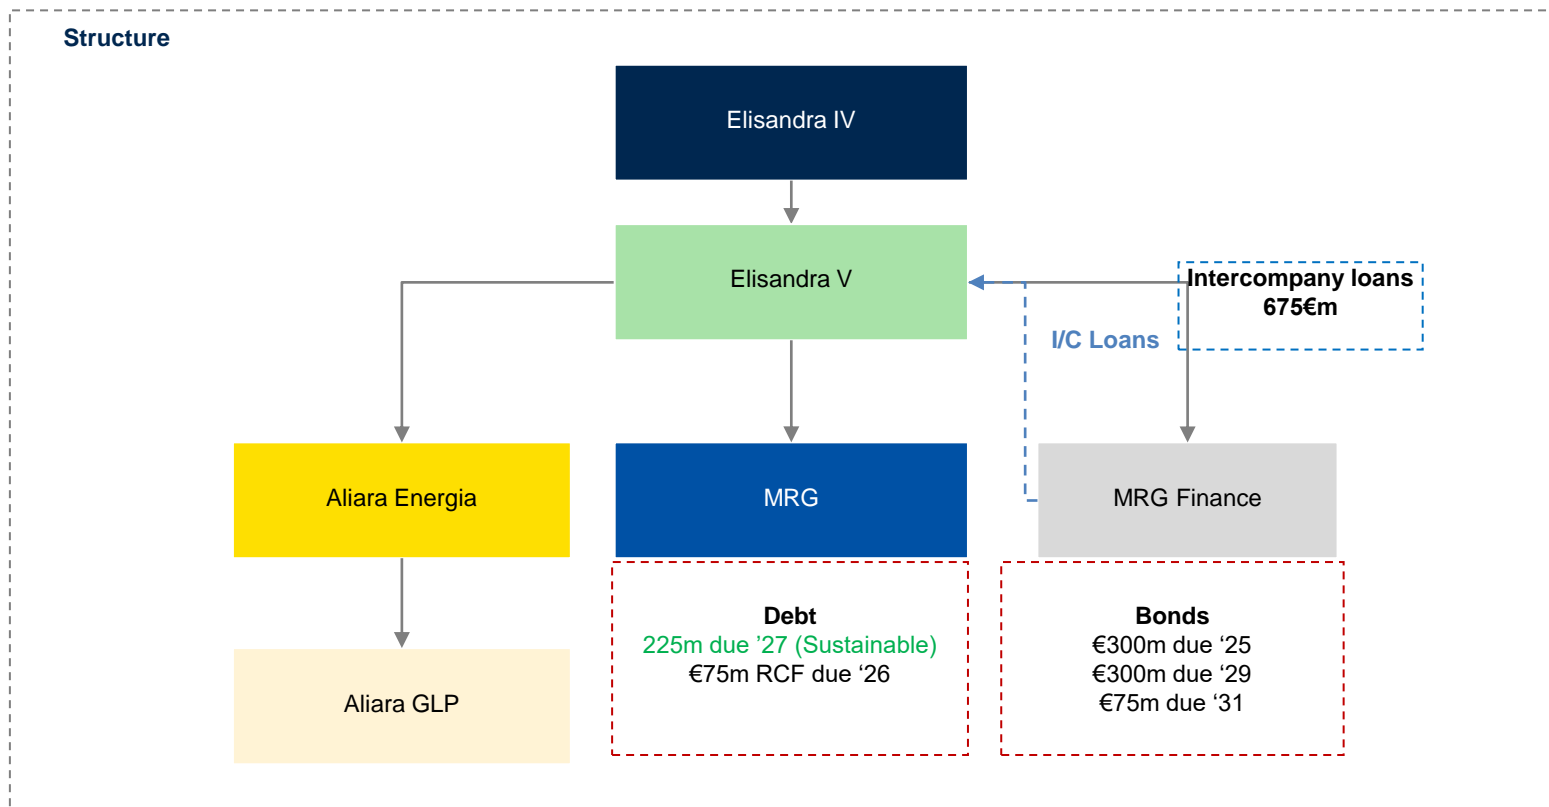 Structure
Elisandra IV
Elisandra V
Intercompany loans
675€m
I/C Loans
Aliara Energia
MRG
MRG Finance
Debt
225m due ’27 (Sustainable)
€75m RCF due ‘26
Bonds
€300m due ‘25
€300m due ‘29
€75m due ‘31
Aliara GLP